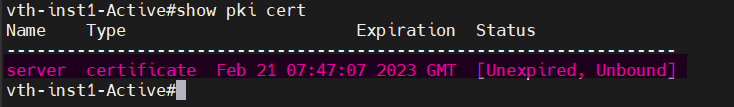 vth-inst1-Active#show pki cert
Name    Type                        Expiration  Status
--------------------------------------------------------------------
server  certificate  Feb 21 07:47:07 2023 GMT  [Unexpired, Unbound]
vth-inst1-Active#